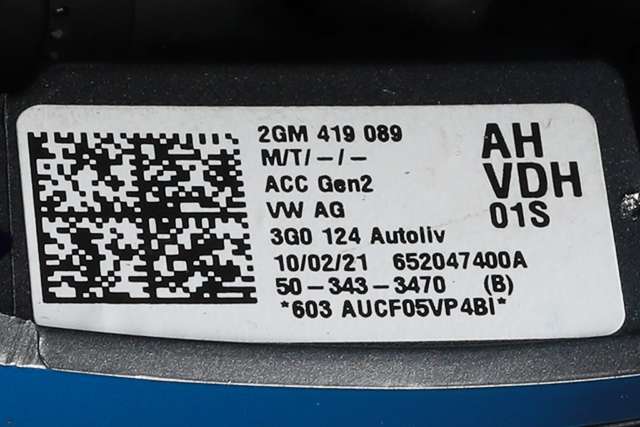 2GM 419 089
M/T/-/-
ACC Gen2
VW AG
3G0 124 Autoliv
10/02/21 652047400A
50-343-3470 (B)
*603 AUCF05VP4BI*
AH
VDH
01S